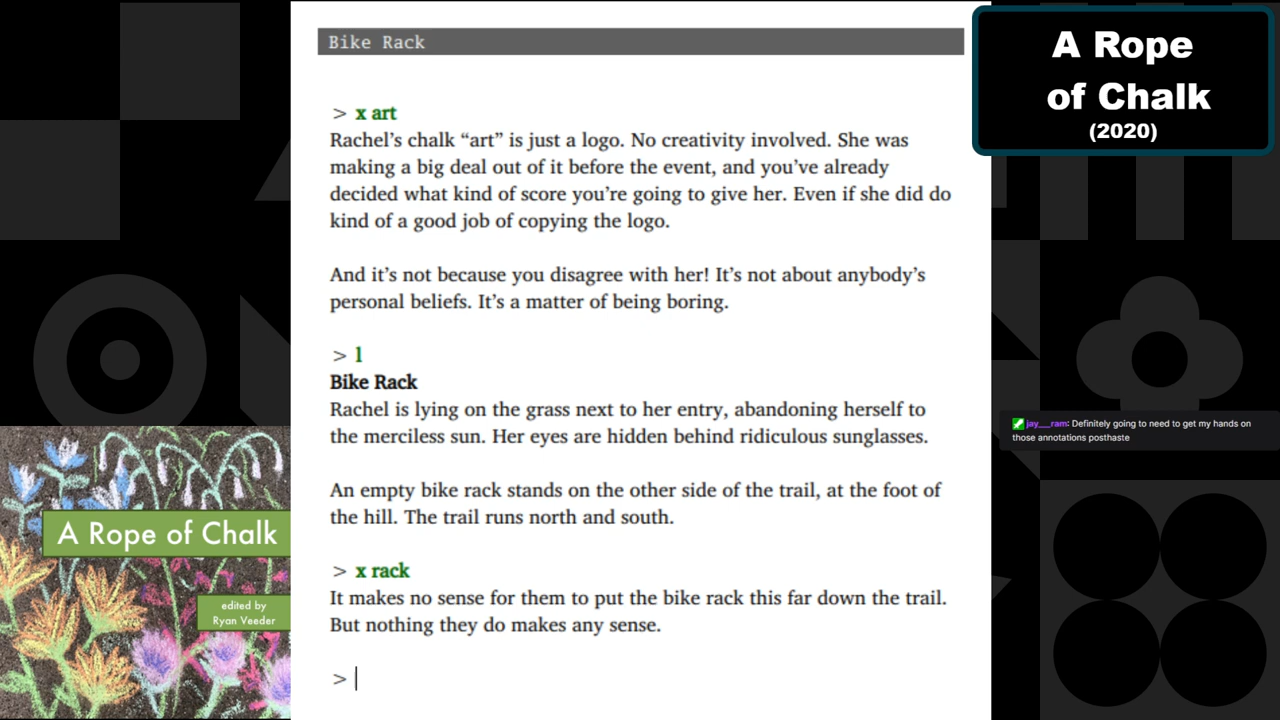 Bike Rack
> x art
Rachel’s chalk “art” is just a logo. No creativity involved. She was
making a big deal out of it before the event, and you’ve already
decided what kind of score you’re going to give her. Even if she did do
kind of a good job of copying the logo.
And it’s not because you disagree with her! It’s not about anybody’s
personal beliefs. It’s a matter of being boring.
> l
Bike Rack
Rachel is lying on the grass next to her entry, abandoning herself to
the merciless sun. Her eyes are hidden behind ridiculous sunglasses.
An empty bike rack stands on the other side of the trail, at the foot of
the hill. The trail runs north and south.
> x rack
It makes no sense for them to put the bike rack this far down the trail.
But nothing they do makes any sense.
>
A Rope
of Chalk
(2020)
jay__ram: Definitely going to need to get my hands on
those annotations posthaste
A Rope of Chalk
edited by
Ryan Veeder